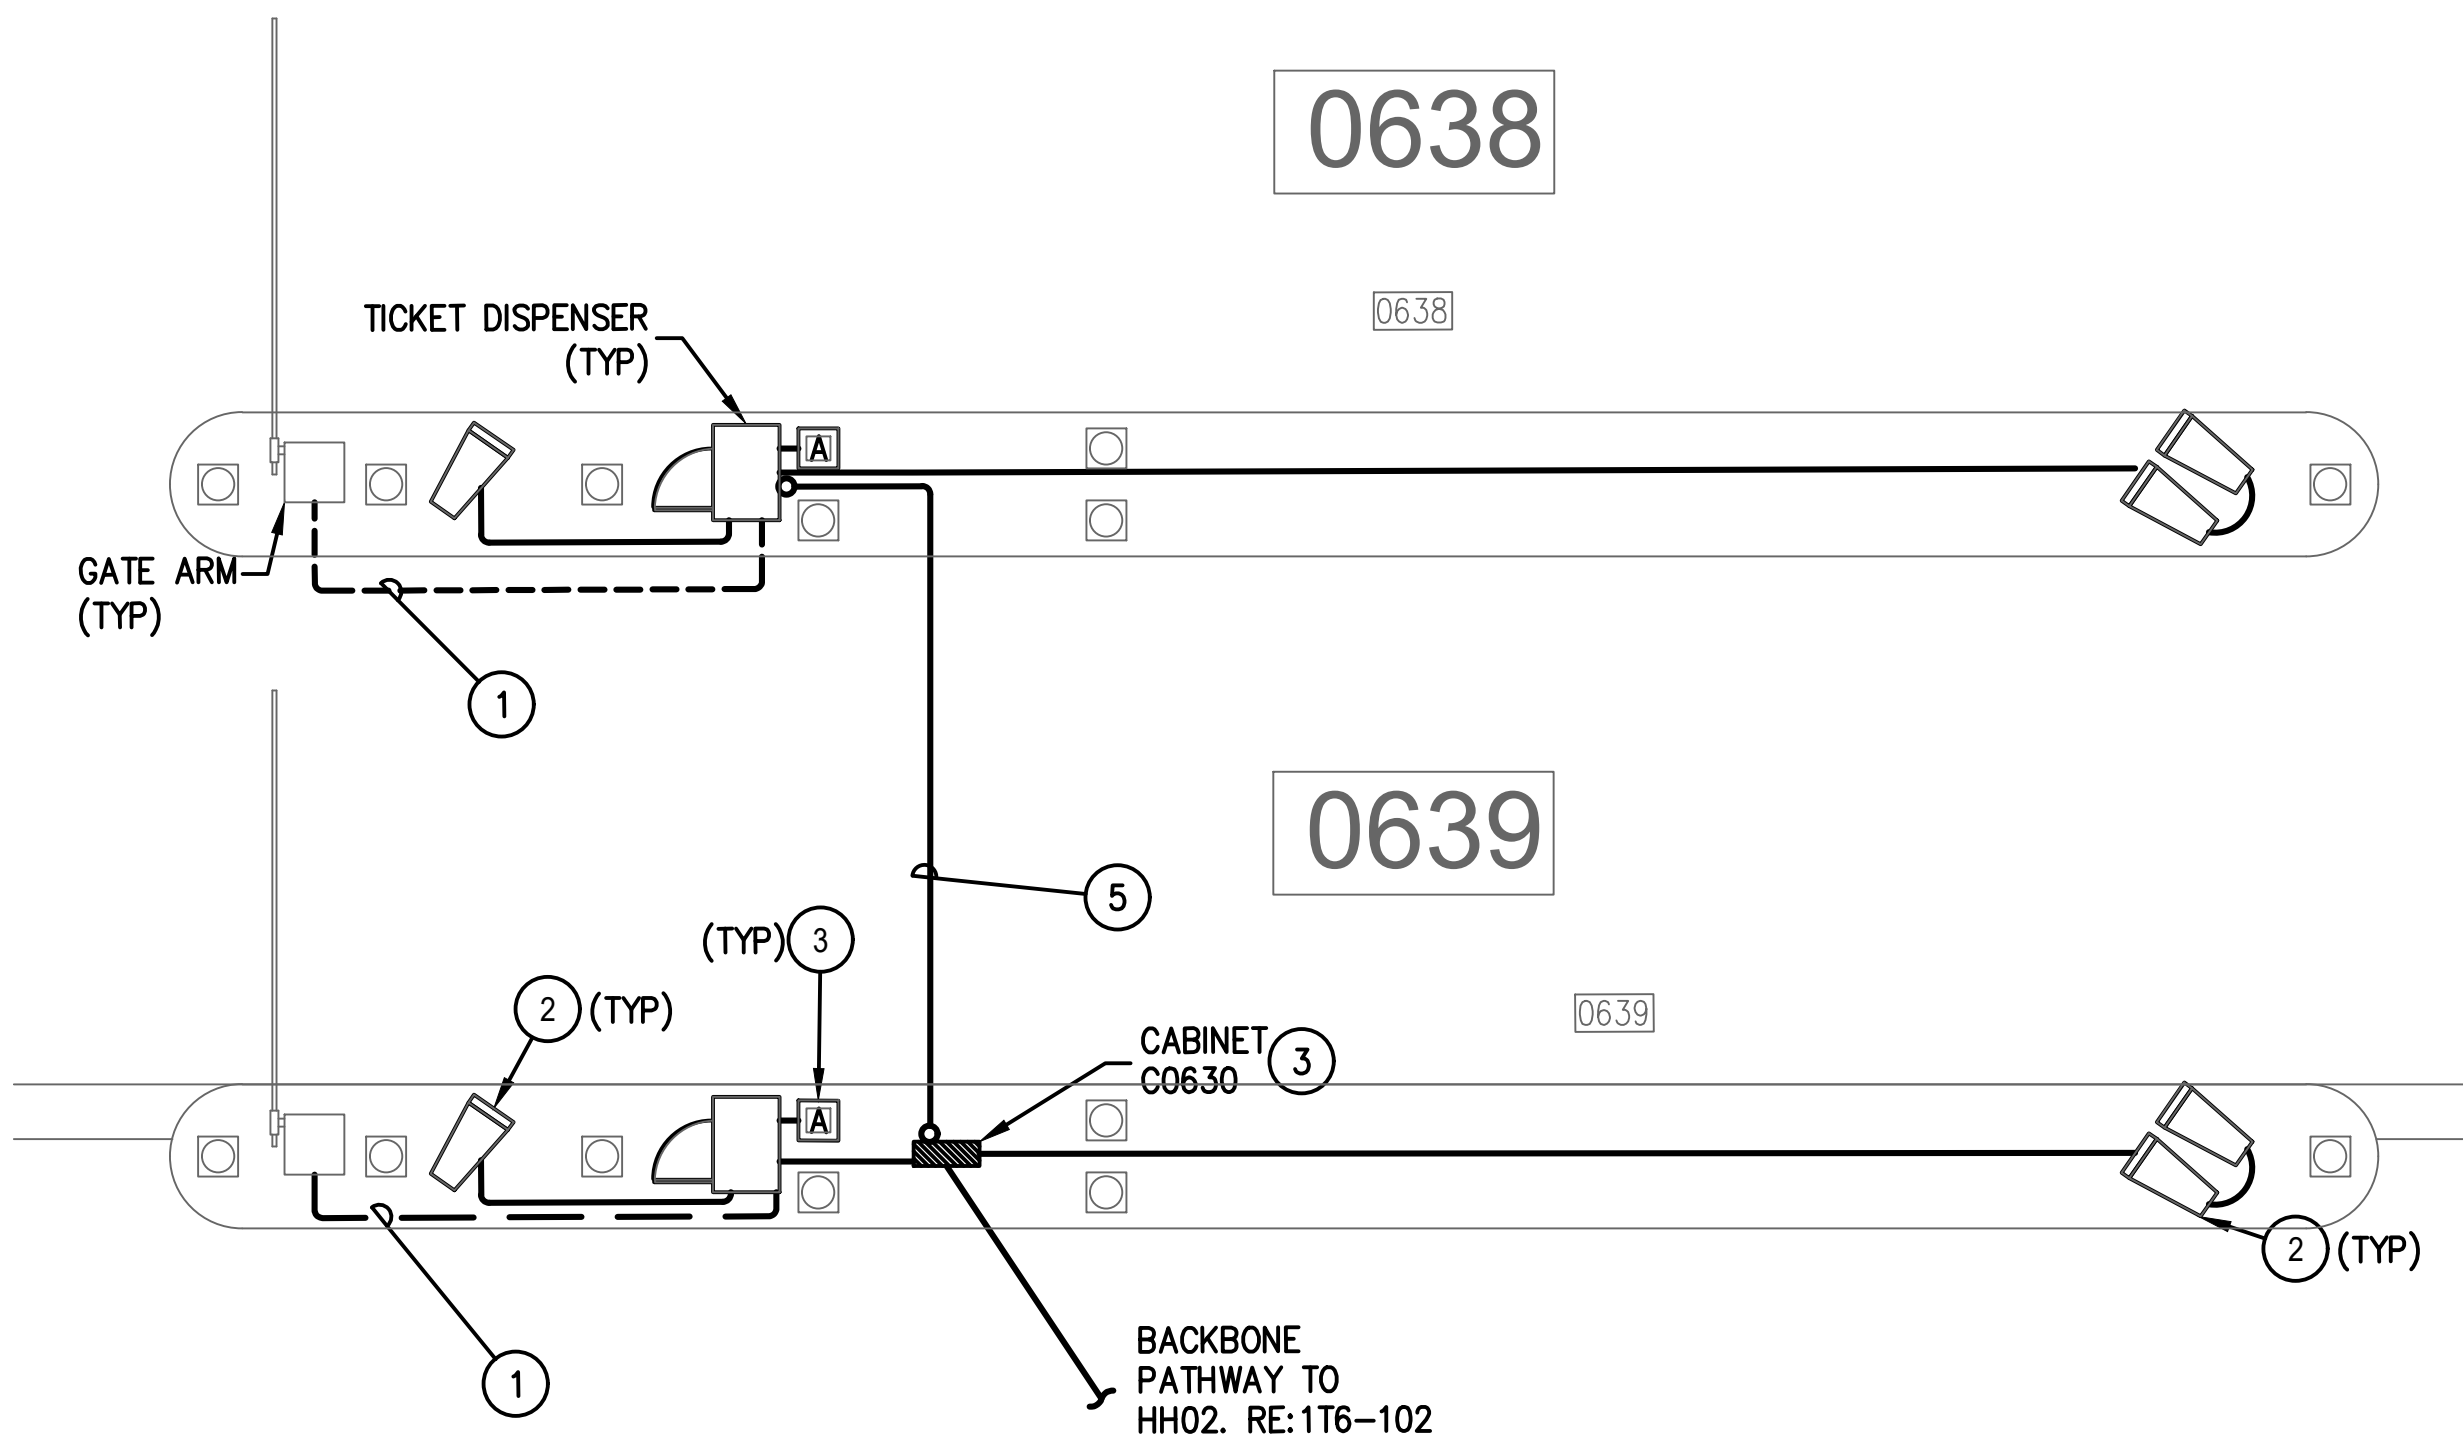 0638
TICKET DISPENSER
(TYP)
0638
A
GATE ARM
(TYP)
1
0639
5
(TYP) 3
2 (TYP)
0639
CABINET 3
C0630
A
2 (TYP)
1
BACKBONE
PATHWAY TO
HH02. RE:1T6-102